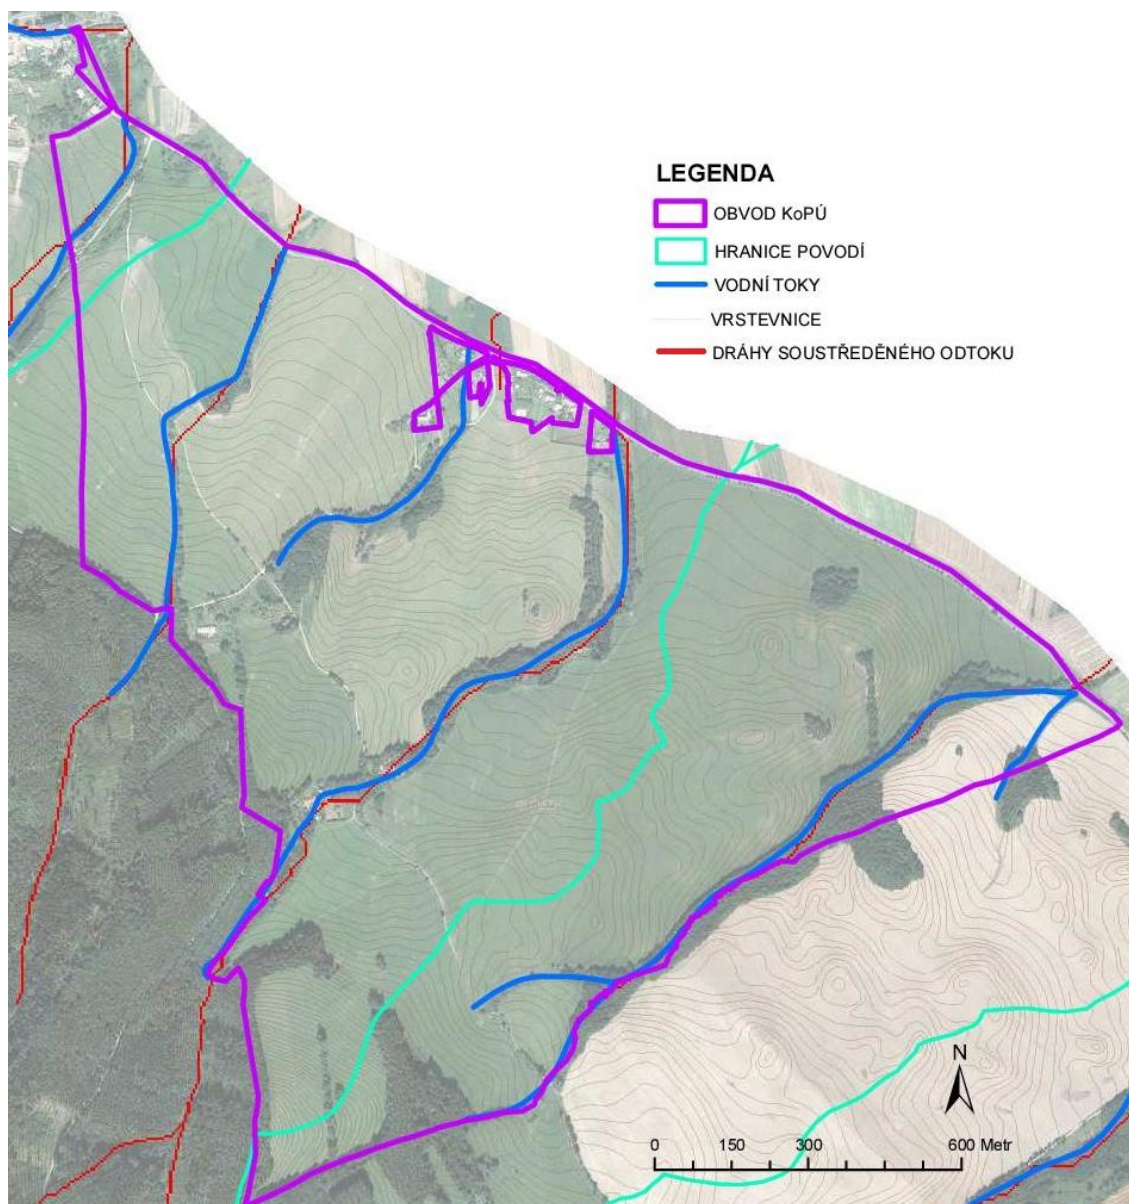 LEGENDA
OBVOD KoPÚ
HRANICE POVODÍ
VODNÍ TOKY
VRSTEVNICE
DRÁHY SOUSTŘEDĚNÉHO ODTOKU
N
0 150 300 600 Metr